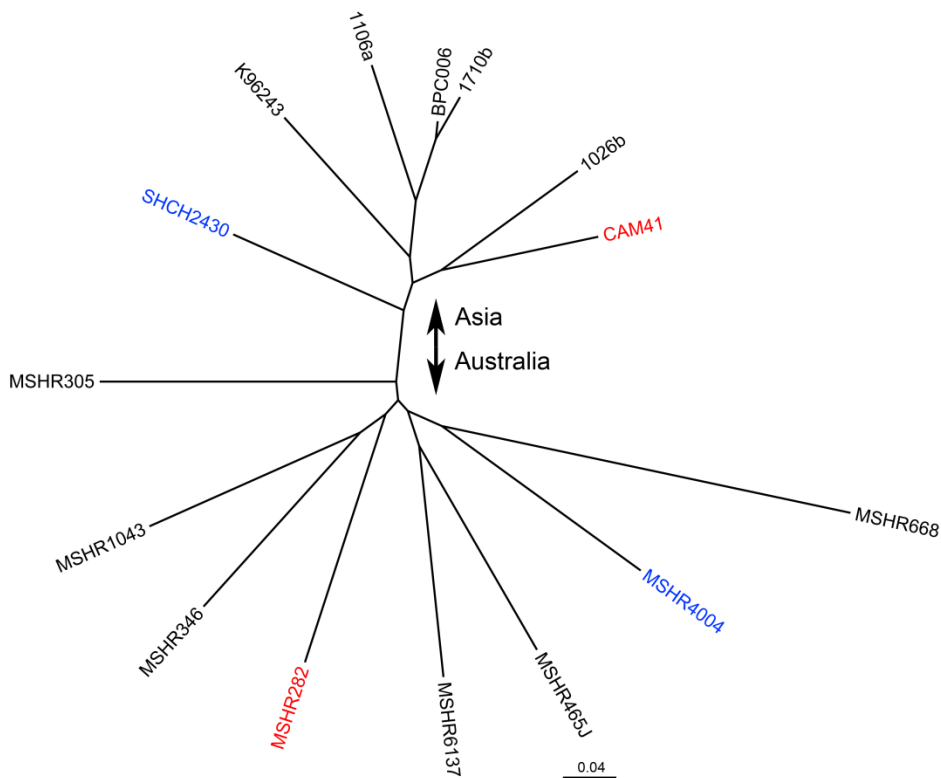 1106a
BPC006
1710b
K96243
1026b
SHCH2430
CAM41
Asia
Australia
MSHR305
MSHR668
MSHR1043
MSHR4004
MSHR346
MSHR465J
MSHR282
MSHR6137
0.04